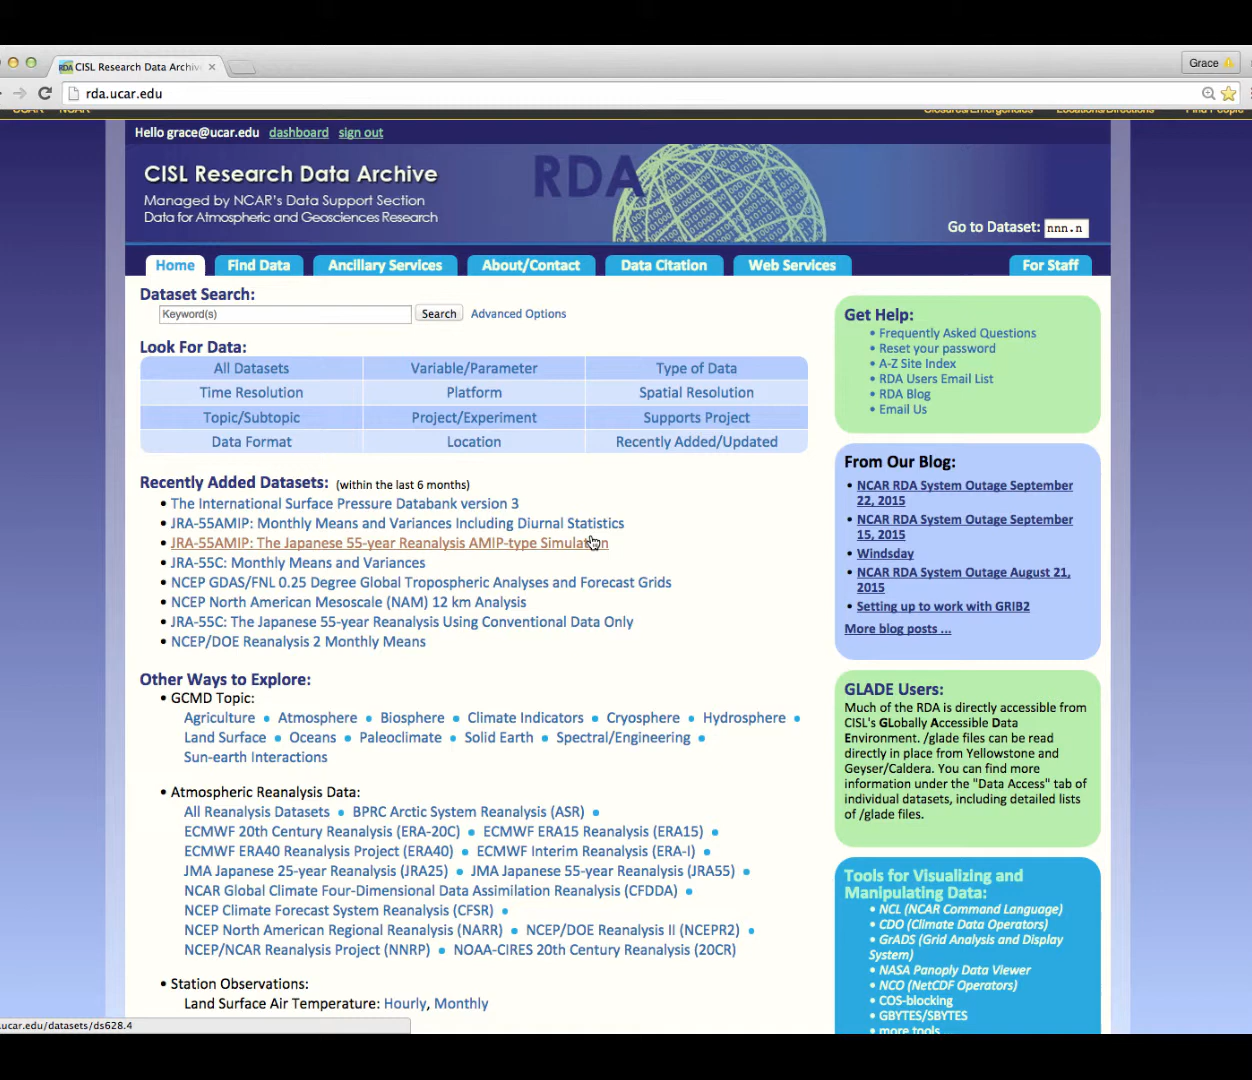 CISL Research Data Archiv
Grace
rda.ucar.edu
UCAR NCAR Closures/Emergencies Locations/Directions Find People
Hello grace@ucar.edu dashboard sign out
RDA
CISL Research Data Archive
Managed by NCAR's Data Support Section
Data for Atmospheric and Geosciences Research
Go to Dataset: nnn.n
Home Find Data Ancillary Services About/Contact Data Citation Web Services For Staff
Dataset Search:
Keyword(s) Search Advanced Options
Look For Data:
All Datasets Variable/Parameter Type of Data
Time Resolution Platform Spatial Resolution
Topic/Subtopic Project/Experiment Supports Project
Data Format Location Recently Added/Updated
Recently Added Datasets: (within the last 6 months)
• The International Surface Pressure Databank version 3
• JRA-55AMIP: Monthly Means and Variances Including Diurnal Statistics
• JRA-55AMIP: The Japanese 55-year Reanalysis AMIP-type Simulation
• JRA-55C: Monthly Means and Variances
• NCEP GDAS/FNL 0.25 Degree Global Tropospheric Analyses and Forecast Grids
• NCEP North American Mesoscale (NAM) 12 km Analysis
• JRA-55C: The Japanese 55-year Reanalysis Using Conventional Data Only
• NCEP/DOE Reanalysis 2 Monthly Means
Other Ways to Explore:
• GCMD Topic:
Agriculture • Atmosphere • Biosphere • Climate Indicators • Cryosphere • Hydrosphere •
Land Surface • Oceans • Paleoclimate • Solid Earth • Spectral/Engineering •
Sun-earth Interactions
• Atmospheric Reanalysis Data:
All Reanalysis Datasets • BPRC Arctic System Reanalysis (ASR) •
ECMWF 20th Century Reanalysis (ERA-20C) • ECMWF ERA15 Reanalysis (ERA15) •
ECMWF ERA40 Reanalysis Project (ERA40) • ECMWF Interim Reanalysis (ERA-I) •
JMA Japanese 25-year Reanalysis (JRA25) • JMA Japanese 55-year Reanalysis (JRA55) •
NCAR Global Climate Four-Dimensional Data Assimilation Reanalysis (CFDDA) •
NCEP Climate Forecast System Reanalysis (CFSR) •
NCEP North American Regional Reanalysis (NARR) • NCEP/DOE Reanalysis II (NCEPR2) •
NCEP/NCAR Reanalysis Project (NNRP) • NOAA-CIRES 20th Century Reanalysis (20CR)
• Station Observations:
Land Surface Air Temperature: Hourly, Monthly
Get Help:
• Frequently Asked Questions
• Reset your password
• A-Z Site Index
• RDA Users Email List
• RDA Blog
• Email Us
From Our Blog:
• NCAR RDA System Outage September
22, 2015
• NCAR RDA System Outage September
15, 2015
• Windsday
• NCAR RDA System Outage August 21,
2015
• Setting up to work with GRIB2
More blog posts ...
GLADE Users:
Much of the RDA is directly accessible from
CISL's GLobally Accessible Data
Environment. /glade files can be read
directly in place from Yellowstone and
Geyser/Caldera. You can find more
information under the "Data Access" tab of
individual datasets, including detailed lists
of /glade files.
Tools for Visualizing and
Manipulating Data:
• NCL (NCAR Command Language)
• CDO (Climate Data Operators)
• GrADS (Grid Analysis and Display
System)
• NASA Panoply Data Viewer
• NCO (NetCDF Operators)
• COS-blocking
• GBYTES/SBYTES
• more tools
.ucar.edu/datasets/ds628.4